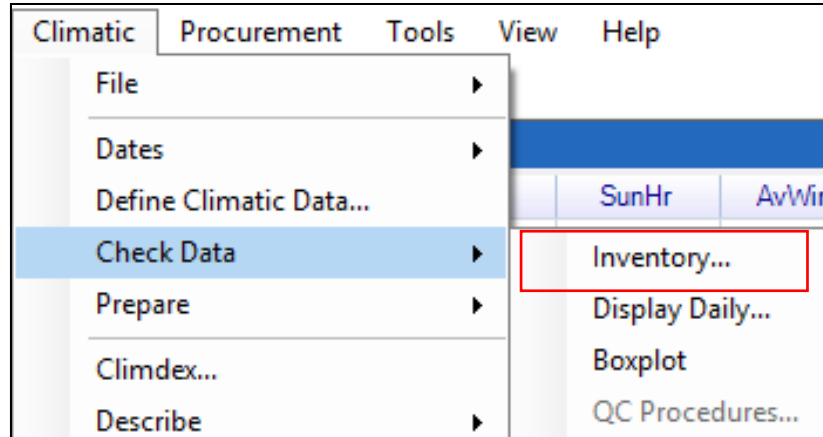 Climatic Procurement Tools View Help
File
Dates
Define Climatic Data...
SunHr
Check Data
Inventory...
Prepare
Display Daily...
Climdex...
Boxplot
Describe
QC Procedures...